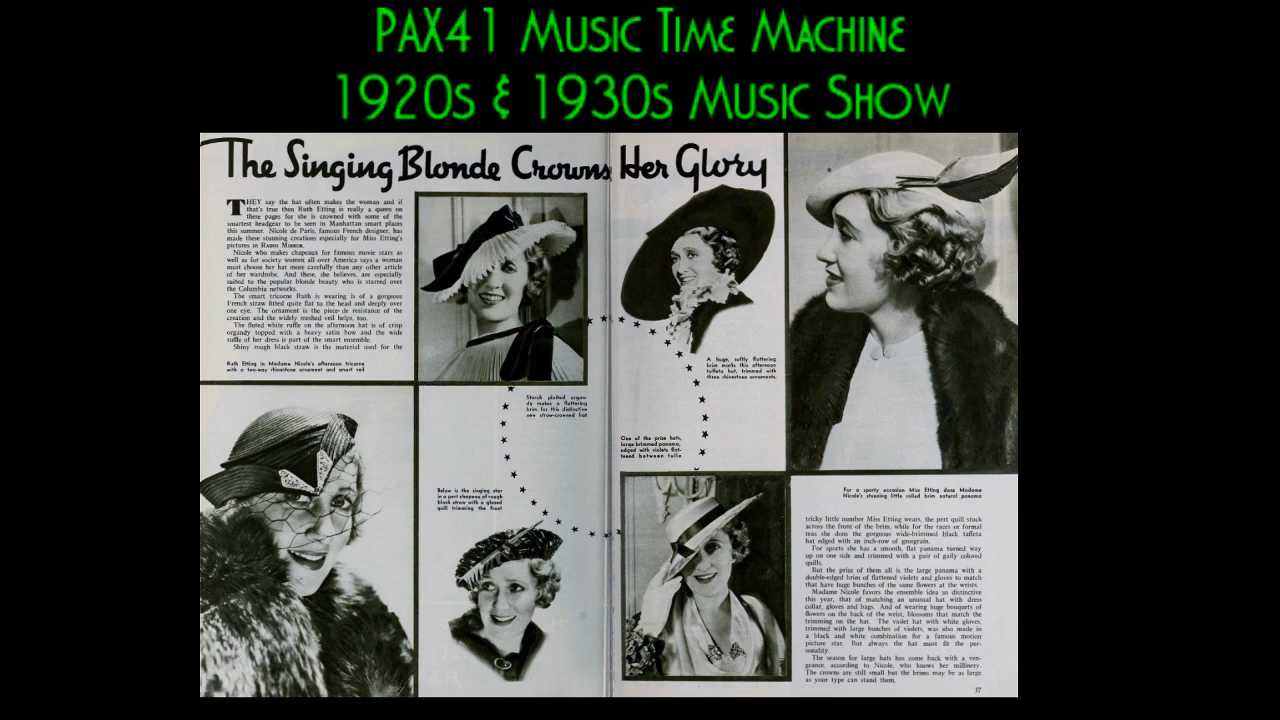 PAX41 MUSIC TIME MACHINE
1920S & 1930S MUSIC SHOW
The Singing Blonde Crowns Her Glory
THEY say the hat often makes the woman and if
that's true then Ruth Etting is really a queen on
these pages for she is crowned with some of the
smartest headgear to be seen in Manhattan smart places
this summer. Nicole de Paris, famous French designer, has
made these stunning creations especially for Miss Etting's
pictures in RADIO MIRROR.
Nicole who makes chapeaux for famous movie stars as
well as for society women all over America says a woman
must choose her hat more carefully than any other article
of her wardrobe. And these, she believes, are especially
suited to the popular blonde beauty who is starred over
the Columbia networks.
The smart tricorne Ruth is wearing is of a gorgeous
French straw fitted quite flat to the head and deeply over
one eye. The ornament is the piece de resistance of the
creation and the widely meshed veil helps, too.
The fluted white ruffle on the afternoon hat is of crisp
organdy topped with a heavy satin bow and the wide
ruffle of her dress is part of the smart ensemble.
Shiny rough black straw is the material used for the
Ruth Etting in Madame Nicole's afternoon tricorne
with a two-way rhinestone ornament and smart veil
Starch plaited organ-
dy makes a flattering
brim for this distinctive
new straw-crowned hat
Below is the singing star
in a pert chapeau of rough
black straw with a glazed
quill trimming the front
A huge, softly fluttering
brim marks this afternoon
taffeta hat, trimmed with
three rhinestone ornaments.
One of the prize hats,
large brimmed panama,
edged with violets flat-
tened between tulle
For a sporty occasion Miss Etting dons Madame
Nicole's stunning little rolled brim natural panama
tricky little number Miss Etting wears, the pert quill stuck
across the front of the brim, while for the races or formal
teas she dons the gorgeous wide-brimmed black taffeta
hat edged with an inch-row of grosgrain.
For sports she has a smooth, flat panama turned way
up on one side and trimmed with a pair of gaily colored
quills.
But the prize of them all is the large panama with a
double-edged brim of flattened violets and gloves to match
that have huge bunches of the same flowers at the wrists.
Madame Nicole favors the ensemble idea so distinctive
this year, that of matching an unusual hat with dress
collar, gloves and bags. And of wearing huge bouquets of
flowers on the back of the wrist, blossoms that match the
trimming on the hat. The violet hat with white gloves,
trimmed with large bunches of violets, was also made in
a black and white combination for a famous motion
picture star. But always the hat must fit the per-
sonality.
The season for large hats has come back with a ven-
geance, according to Nicole, who knows her millinery.
The crowns are still small but the brims may be as large
as your type can stand them.
37